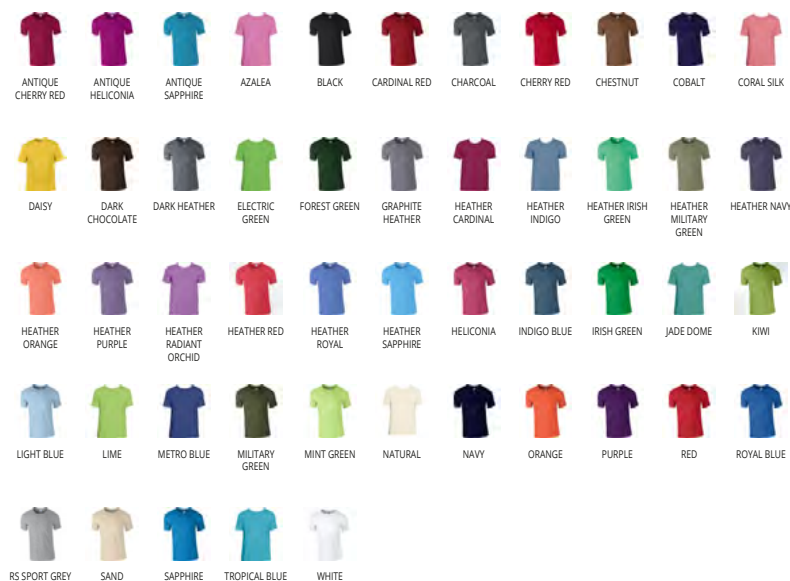 ANTIQUE CHERRY RED
ANTIQUE HELICONIA
ANTIQUE SAPPHIRE
AZALEA
BLACK
CARDINAL RED
CHARCOAL
CHERRY RED
CHESTNUT
COBALT
CORAL SILK
DAISY
DARK CHOCOLATE
DARK HEATHER
ELECTRIC GREEN
FOREST GREEN
GRAPHITE HEATHER
HEATHER CARDINAL
HEATHER INDIGO
HEATHER IRISH GREEN
HEATHER MILITARY GREEN
HEATHER NAVY
HEATHER ORANGE
HEATHER PURPLE
HEATHER RADIANT ORCHID
HEATHER RED
HEATHER ROYAL
HEATHER SAPPHIRE
HELICONIA
INDIGO BLUE
IRISH GREEN
JADE DOME
KIWI
LIGHT BLUE
LIME
METRO BLUE
MILITARY GREEN
MINT GREEN
NATURAL
NAVY
ORANGE
PURPLE
RED
ROYAL BLUE
RS SPORT GREY
SAND
SAPPHIRE
TROPICAL BLUE
WHITE